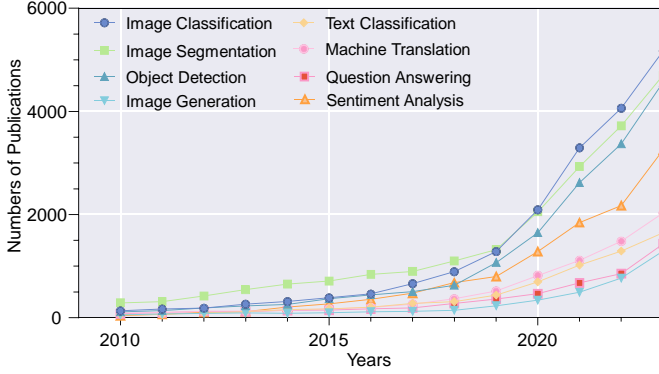 6000
4000
2000
0
Numbers of Publications
Image Classification
Image Segmentation
Object Detection
Image Generation
Text Classification
Machine Translation
Question Answering
Sentiment Analysis
2010
2015
2020
Years